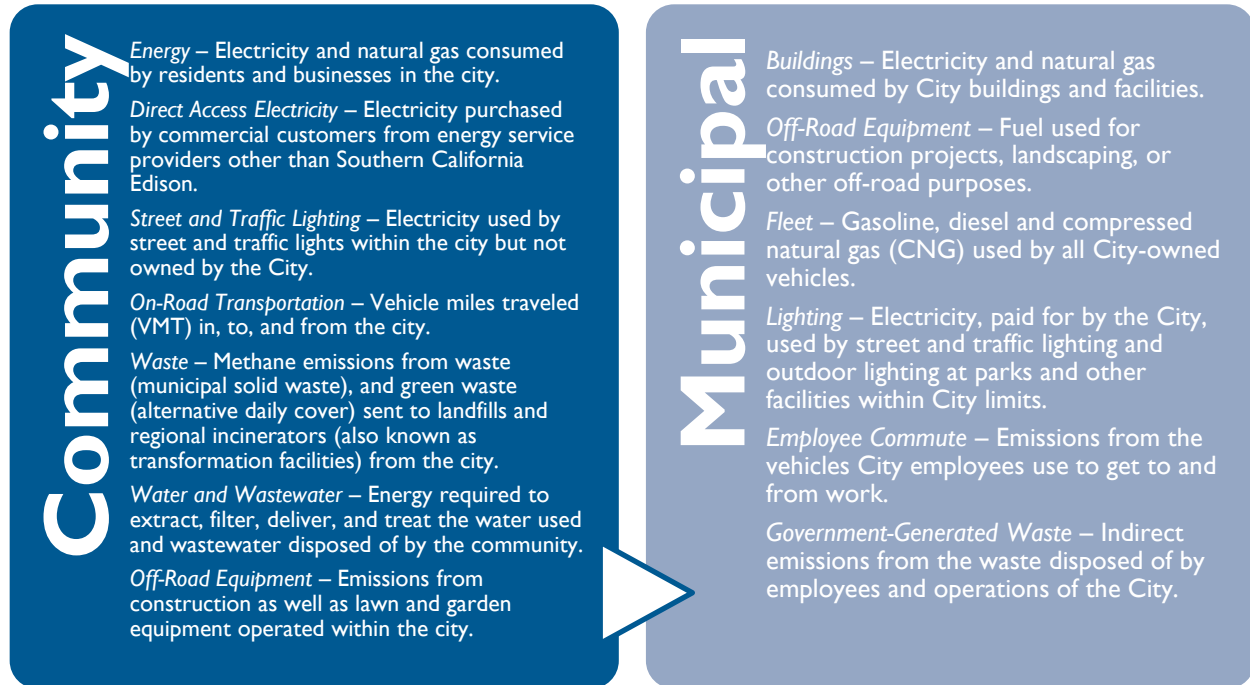 Community
Energy – Electricity and natural gas consumed
by residents and businesses in the city.
Direct Access Electricity – Electricity purchased
by commercial customers from energy service
providers other than Southern California
Edison.
Street and Traffic Lighting – Electricity used by
street and traffic lights within the city but not
owned by the City.
On-Road Transportation – Vehicle miles traveled
(VMT) in, to, and from the city.
Waste – Methane emissions from waste
(municipal solid waste), and green waste
(alternative daily cover) sent to landfills and
regional incinerators (also known as
transformation facilities) from the city.
Water and Wastewater – Energy required to
extract, filter, deliver, and treat the water used
and wastewater disposed of by the community.
Off-Road Equipment – Emissions from
construction as well as lawn and garden
equipment operated within the city.
Municipal
Buildings – Electricity and natural gas
consumed by City buildings and facilities.
Off-Road Equipment – Fuel used for
construction projects, landscaping, or
other off-road purposes.
Fleet – Gasoline, diesel and compressed
natural gas (CNG) used by all City-owned
vehicles.
Lighting – Electricity, paid for by the City,
used by street and traffic lighting and
outdoor lighting at parks and other
facilities within City limits.
Employee Commute – Emissions from the
vehicles City employees use to get to and
from work.
Government-Generated Waste – Indirect
emissions from the waste disposed of by
employees and operations of the City.